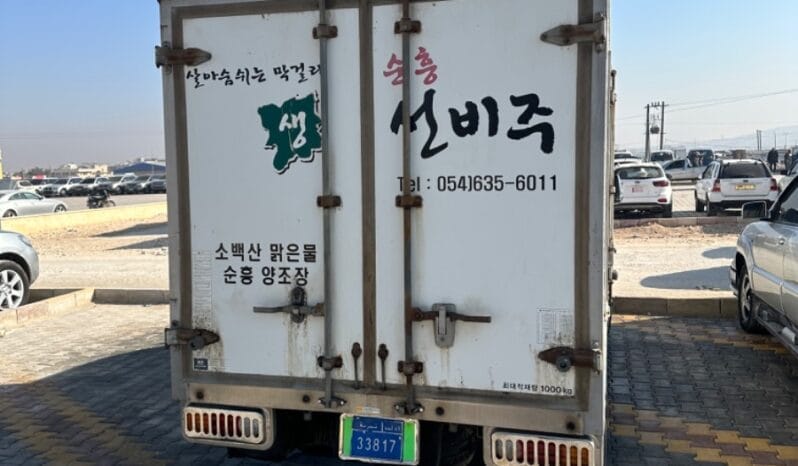 살아숨쉬는 막걸리
순흥
생
선비주
Tel : 054)635-6011
소백산 맑은물
순흥 양조장
최대적재량 1000kg
33817